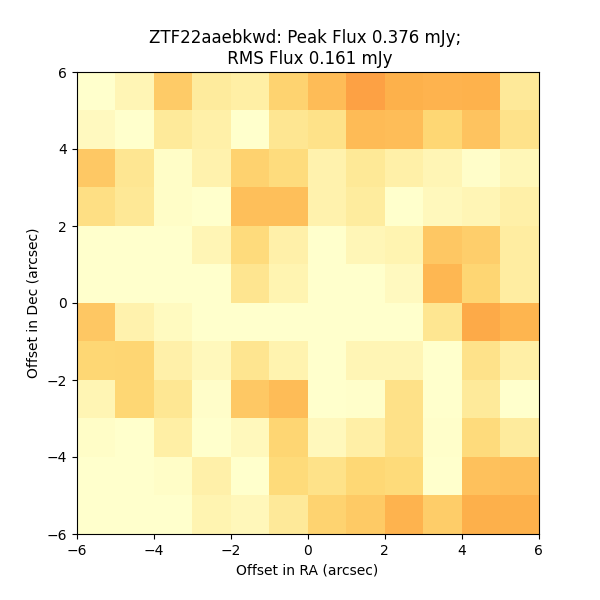 ZTF22aaebkwd: Peak Flux 0.376 mJy;
RMS Flux 0.161 mJy
6
4
2
0
−2
−4
−6
Offset in Dec (arcsec)
−6 −4 −2 0 2 4 6
Offset in RA (arcsec)